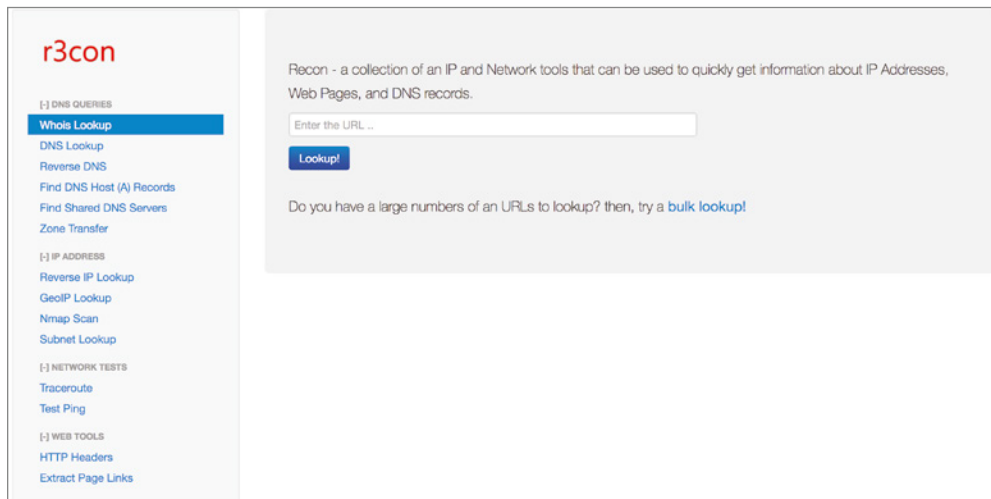 r3con
[-] DNS QUERIES
Whois Lookup
DNS Lookup
Reverse DNS
Find DNS Host (A) Records
Find Shared DNS Servers
Zone Transfer
[-] IP ADDRESS
Reverse IP Lookup
GeoIP Lookup
Nmap Scan
Subnet Lookup
[-] NETWORK TESTS
Traceroute
Test Ping
[-] WEB TOOLS
HTTP Headers
Extract Page Links
Recon - a collection of an IP and Network tools that can be used to quickly get information about IP Addresses,
Web Pages, and DNS records.
Enter the URL ..
Lookup!
Do you have a large numbers of an URLs to lookup? then, try a bulk lookup!